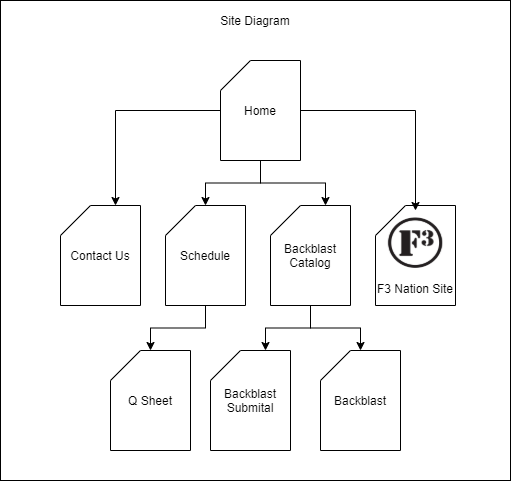 Site Diagram
Home
Contact Us
Schedule
Backblast
Catalog
F3
F3 Nation Site
Q Sheet
Backblast
Submital
Backblast